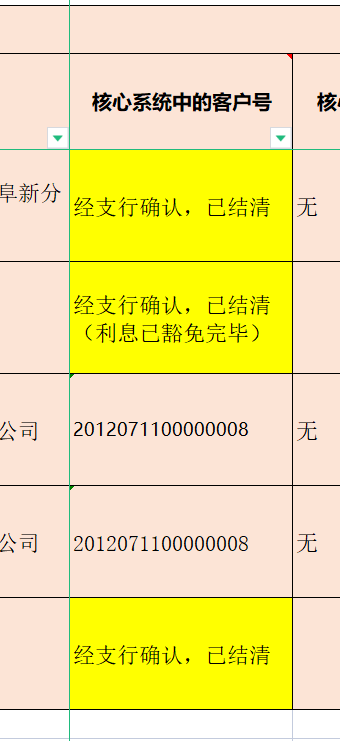 核心系统中的客户号
核
阜新分
经支行确认，已结清
无
经支行确认，已结清
（利息已豁免完毕）
公司
2012071100000008
无
公司
2012071100000008
无
经支行确认，已结清